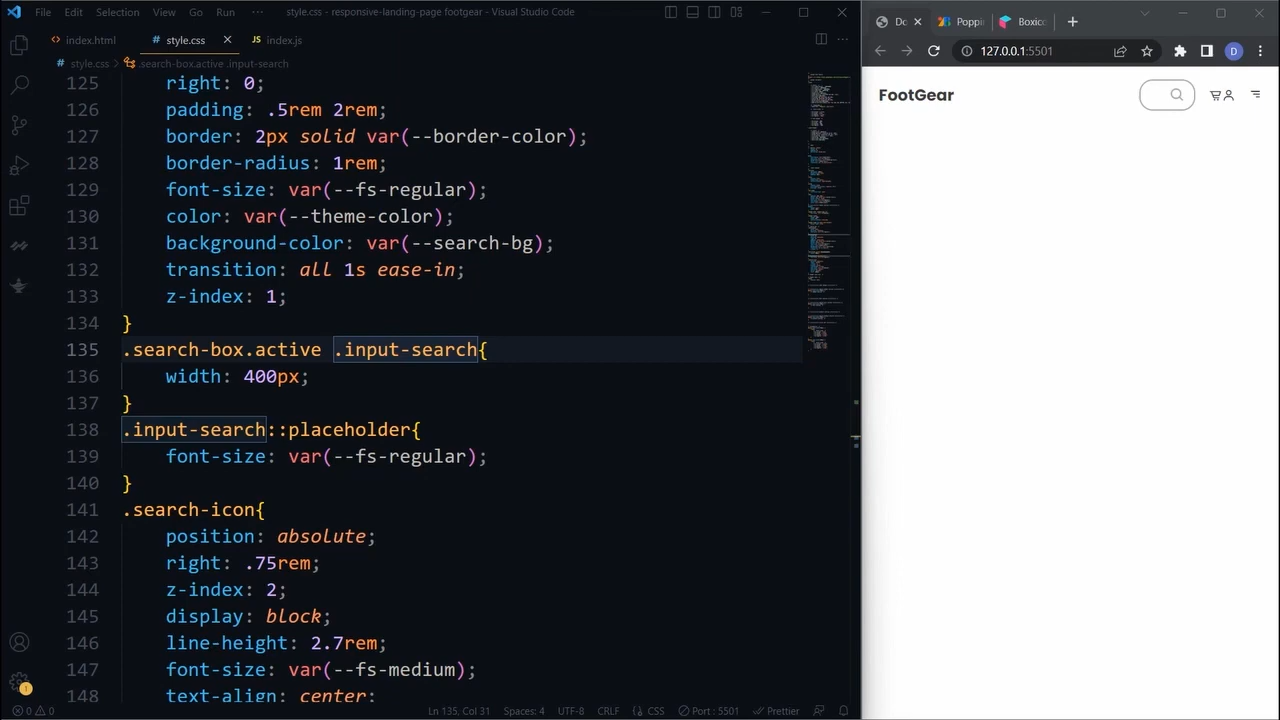 File Edit Selection View Go Run ··· style.css - responsive-landing-page footgear - Visual Studio Code
index.html # style.css JS index.js
# style.css .search-box.active .input-search
125 right: 0;
126 padding: .5rem 2rem;
127 border: 2px solid var(--border-color);
128 border-radius: 1rem;
129 font-size: var(--fs-regular);
130 color: var(--theme-color);
131 background-color: var(--search-bg);
132 transition: all 1s ease-in;
133 z-index: 1;
134 }
135 .search-box.active .input-search{
136 width: 400px;
137 }
138 .input-search::placeholder{
139 font-size: var(--fs-regular);
140 }
141 .search-icon{
142 position: absolute;
143 right: .75rem;
144 z-index: 2;
145 display: block;
146 line-height: 2.7rem;
147 font-size: var(--fs-medium);
148 text-align: center;
1
0 0 Ln 135, Col 31 Spaces: 4 UTF-8 CRLF CSS Port : 5501 Prettier
Do Poppi Boxic
127.0.0.1:5501 D
FootGear